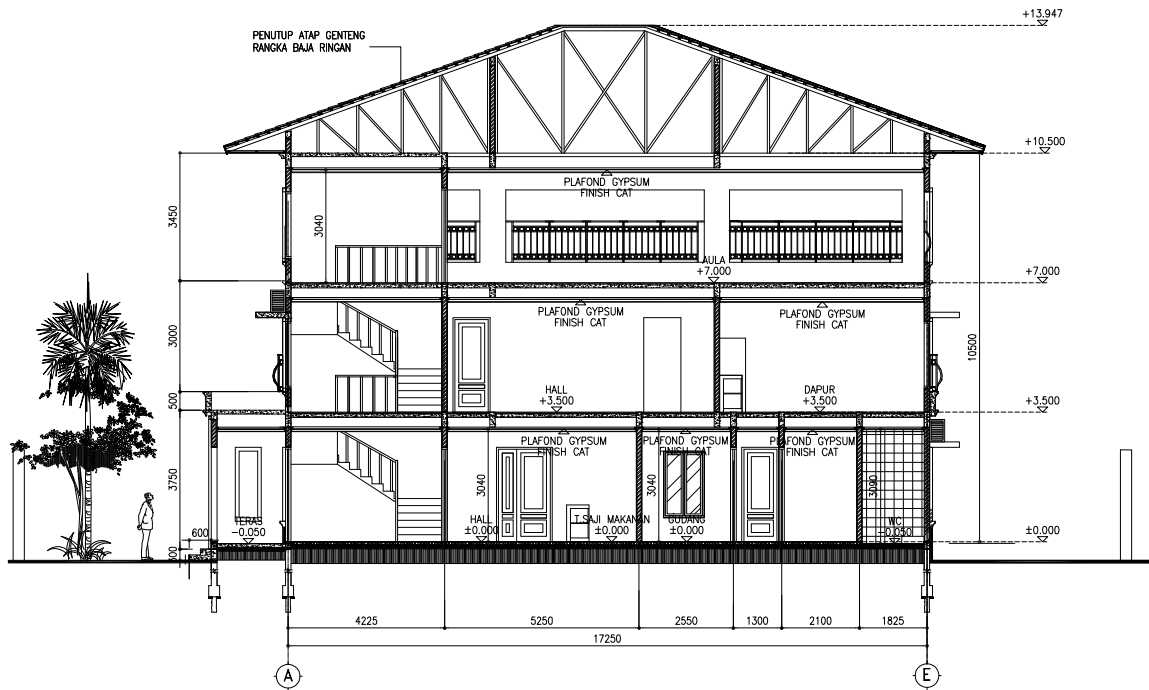 +13.947
PENUTUP ATAP GENTENG
RANGKA BAJA RINGAN
+10.500
PLAFOND GYPSUM
FINISH CAT
3450
3040
AULA
+7.000
+7.000
PLAFOND GYPSUM
FINISH CAT
PLAFOND GYPSUM
FINISH CAT
3000
10500
HALL
+3.500
DAPUR
+3.500
+3.500
500
PLAFOND GYPSUM
FINISH CAT
PLAFOND GYPSUM
FINISH CAT
PLAFOND GYPSUM
FINISH CAT
3750
3040
3040
3090
TERAS
-0.050
HALL
±0.000
T.SAJI MAKANAN
±0.000
GUDANG
±0.000
WC
-0.050
±0.000
600
4225
5250
2550
1300
2100
1825
17250
A
E